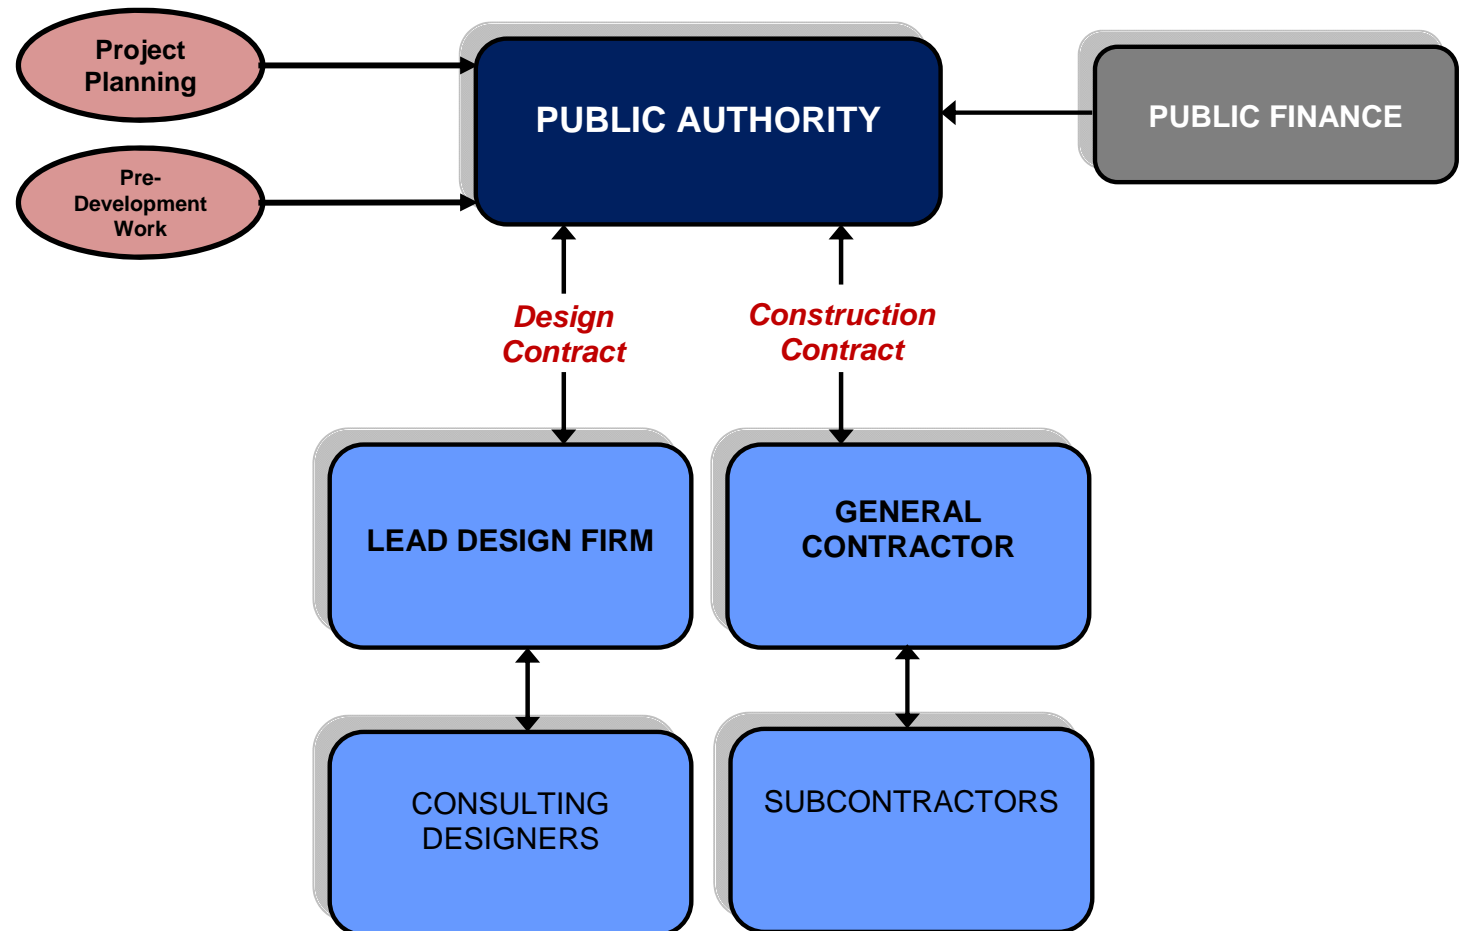 Project
Planning
PUBLIC AUTHORITY
PUBLIC FINANCE
Pre-
Development
Work
Design
Contract
Construction
Contract
LEAD DESIGN FIRM
GENERAL
CONTRACTOR
CONSULTING
DESIGNERS
SUBCONTRACTORS